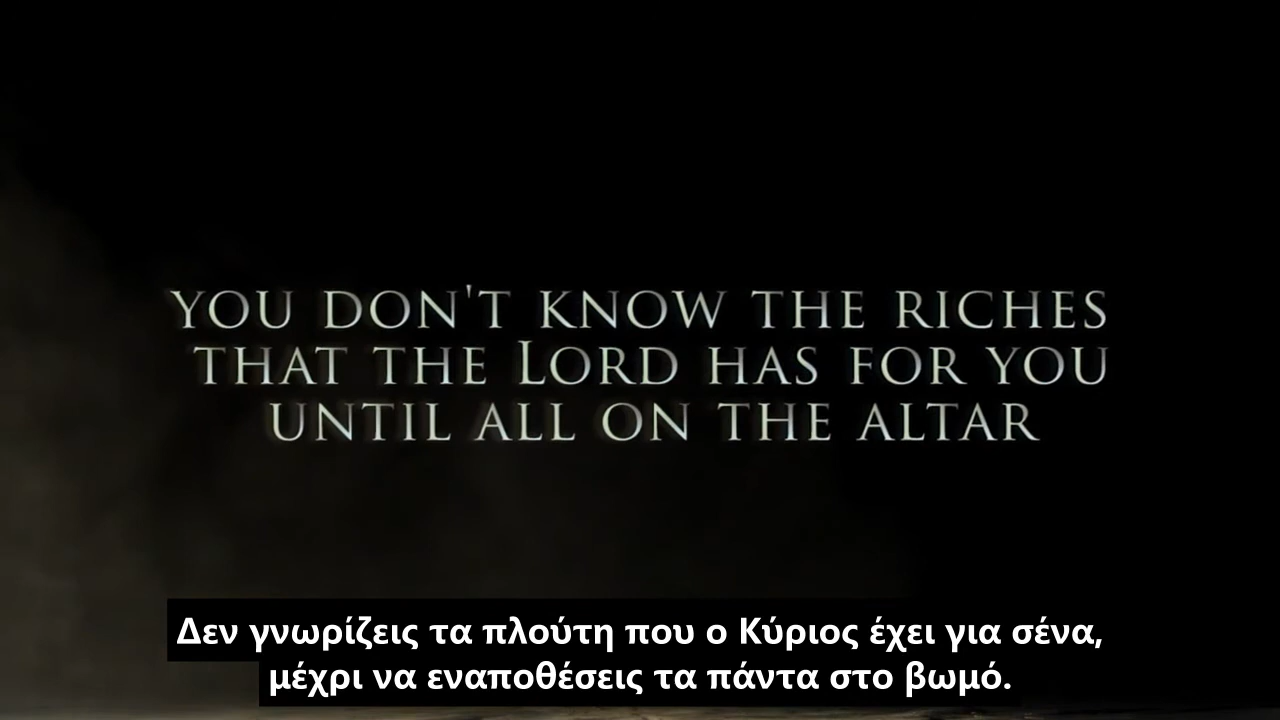 YOU DON'T KNOW THE RICHES
THAT THE LORD HAS FOR YOU
UNTIL ALL ON THE ALTAR
Δεν γνωρίζεις τα πλούτη που ο Κύριος έχει για σένα,
μέχρι να εναποθέσεις τα πάντα στο βωμό.